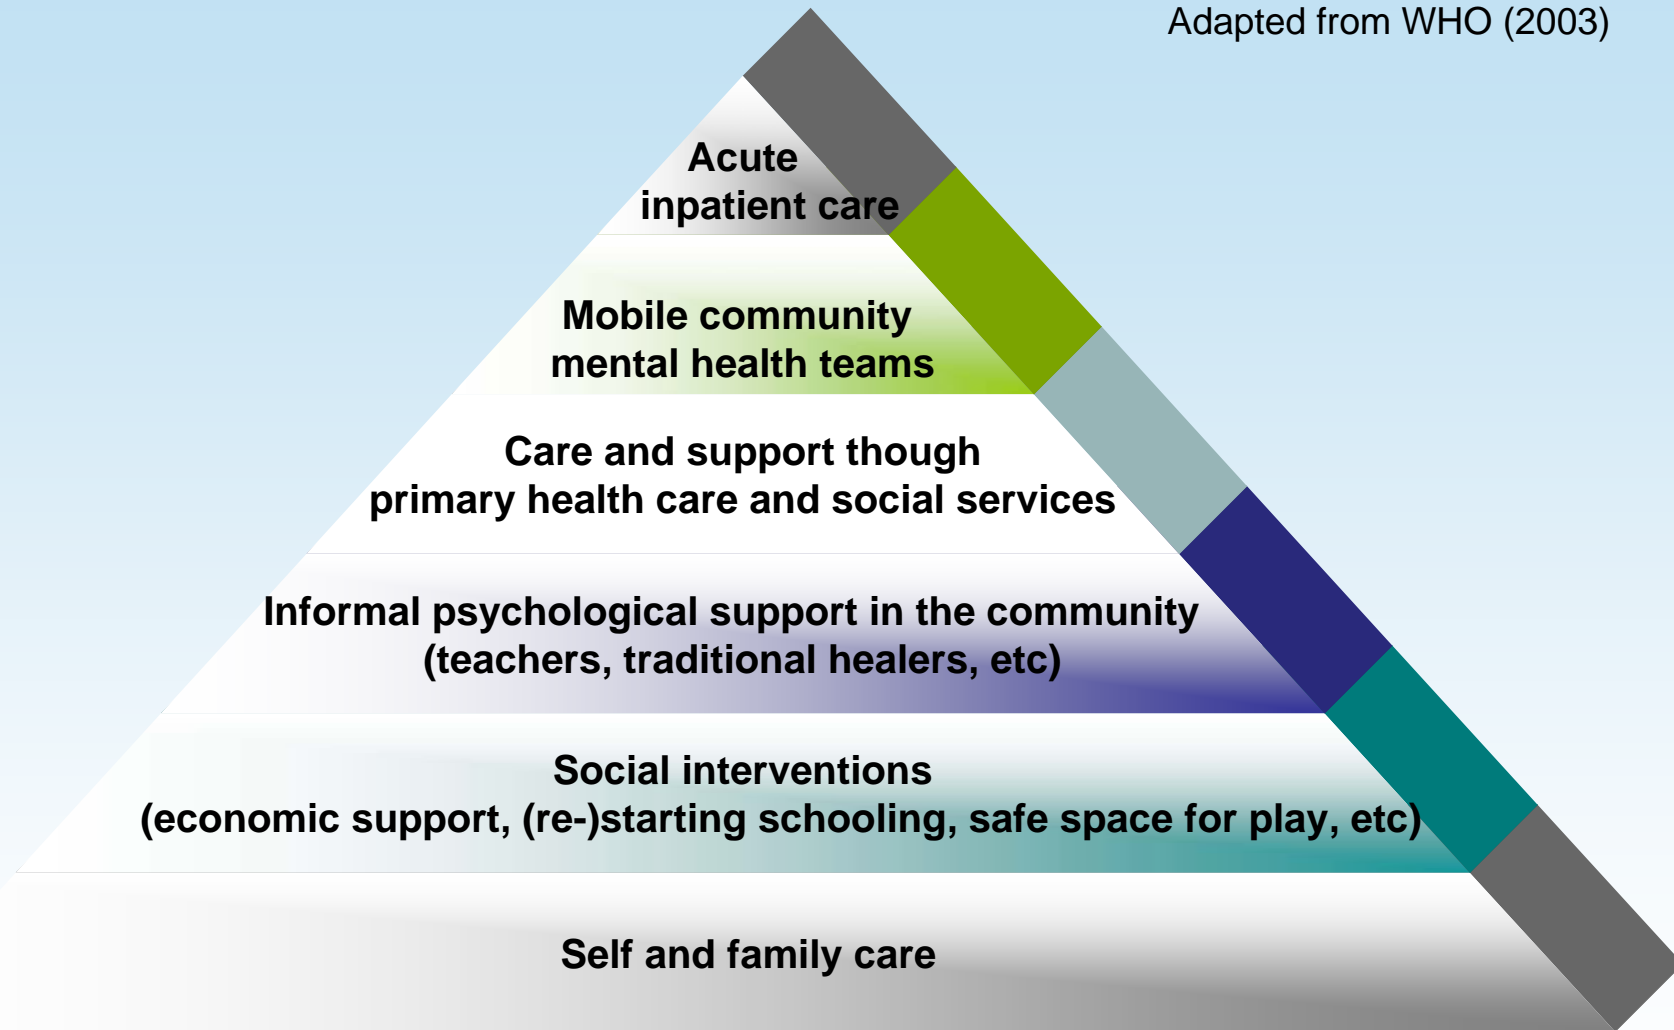 Adapted from WHO (2003)
Acute
inpatient care
Mobile community
mental health teams
Care and support though
primary health care and social services
Informal psychological support in the community
(teachers, traditional healers, etc)
Social interventions
(economic support, (re-)starting schooling, safe space for play, etc)
Self and family care